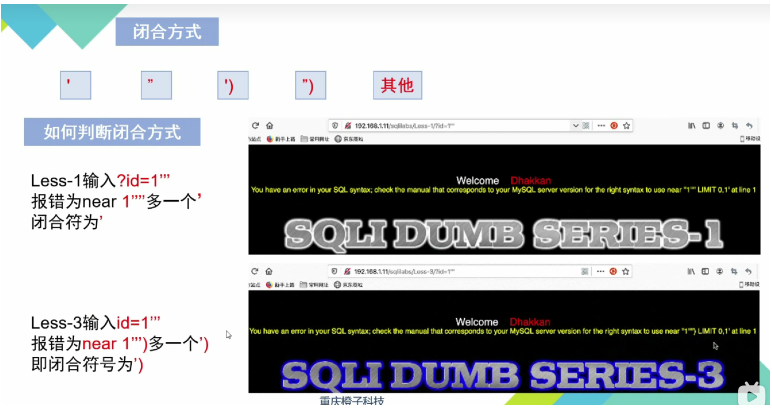 闭合方式
' " ') ") 其他
如何判断闭合方式
192.168.1.11/sqlilabs/Less-1/?id=1'"
Less-1输入?id=1'"
报错为near 1'"'多一个'
闭合符为'
Welcome Dhakkan
You have an error in your SQL syntax; check the manual that corresponds to your MySQL server version for the right syntax to use near '"1'"' LIMIT 0,1' at line 1
SQLI DUMB SERIES-1
192.168.1.11/sqlilabs/Less-3/?id=1'"
Less-3输入id=1'"
报错为near 1'"')多一个')
即闭合符号为')
Welcome Dhakkan
You have an error in your SQL syntax; check the manual that corresponds to your MySQL server version for the right syntax to use near '"1'"') LIMIT 0,1' at line 1
SQLI DUMB SERIES-3
重庆橙子科技